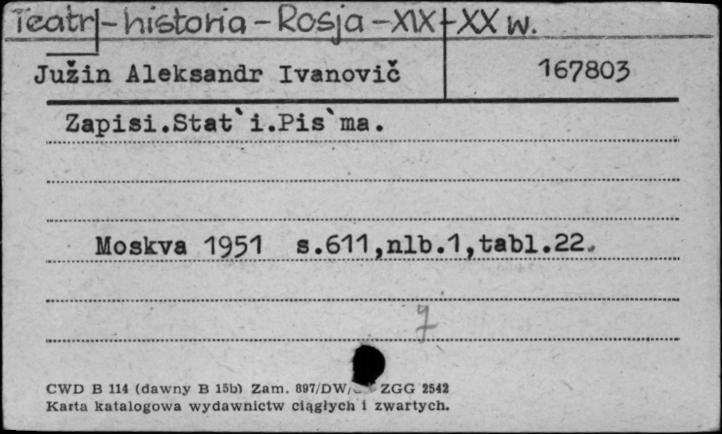 Teatr - historia - Rosja - XIX - XX w.
Južin Aleksandr Ivanovič 167803
Zapisi.Stat`i.Pis`ma.
Moskva 1951 s.611,nlb.1,tabl.22.
CWD B 114 (dawny B 15b) Zam. 897/DW/ ZGG 2542
Karta katalogowa wydawnictw ciągłych i zwartych.